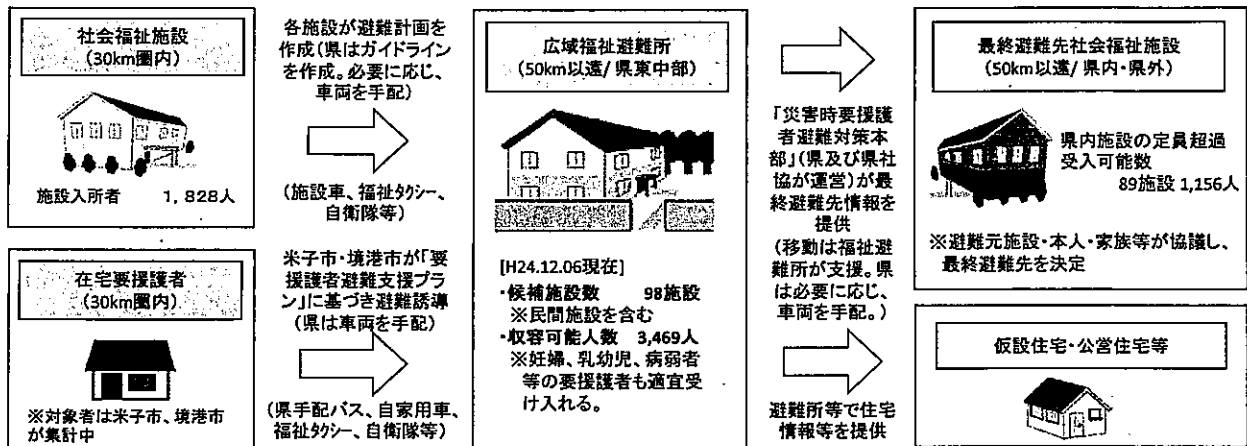 社会福祉施設
(30km圏内)
施設入所者 1,828人
在宅要援護者
(30km圏内)
※対象者は米子市、境港市
が集計中
各施設が避難計画を
作成(県はガイドライン
を作成。必要に応じ、
車両を手配)
(施設車、福祉タクシー、
自衛隊等)
米子市・境港市が「要
援護者避難支援プラ
ン」に基づき避難誘導
(県は車両を手配)
(県手配バス、自家用車、
福祉タクシー、自衛隊等)
広域福祉避難所
(50km以遠/県東中部)
[H24.12.06現在]
・候補施設数 98施設
※民間施設を含む
・収容可能人数 3,469人
※妊婦、乳幼児、病弱者
等の要援護者も適宜受
け入れる。
「災害時要援護
者避難対策本
部」(県及び県社
協が運営)が最
終避難先情報を
提供
(移動は福祉避
難所が支援。県
は必要に応じ、
車両を手配。)
避難所等で住宅
情報等を提供
最終避難先社会福祉施設
(50km以遠/県内・県外)
県内施設の定員超過
受入可能数
89施設 1,156人
※避難元施設・本人・家族等が協議し、
最終避難先を決定
仮設住宅・公営住宅等